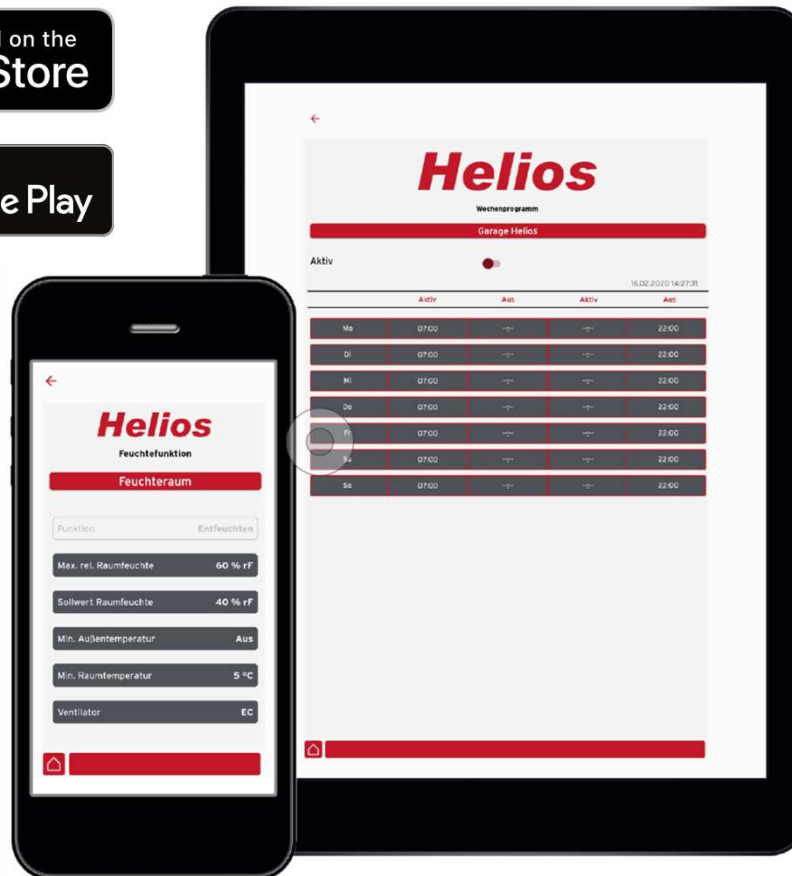 l on the
Store
e Play
Helios
Wochenprogramm
Garage Helios
Aktiv
16.02.2020 14:27:31
Aktiv Aus Aktiv Aus
Mo 07:00 --:-- --:-- 22:00
Di 07:00 --:-- --:-- 22:00
Mi 07:00 --:-- --:-- 22:00
Do 07:00 --:-- --:-- 22:00
Fr 07:00 --:-- --:-- 22:00
Sa 07:00 --:-- --:-- 22:00
So 07:00 --:-- --:-- 22:00
Helios
Feuchtefunktion
Feuchteraum
Funktion Entfeuchten
Max. rel. Raumfeuchte 60 % rF
Sollwert Raumfeuchte 40 % rF
Min. Außentemperatur Aus
Min. Raumtemperatur 5 °C
Ventilator EC